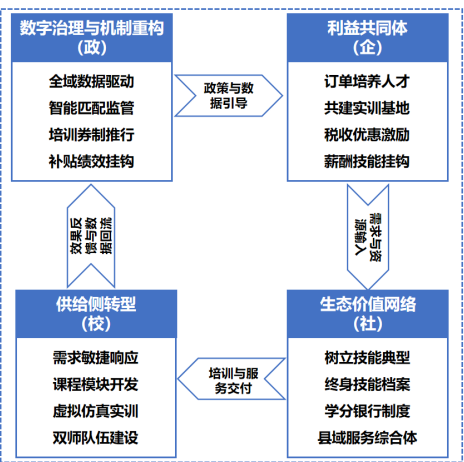 数字治理与机制重构
（政）
全域数据驱动
智能匹配监管
培训券制推行
补贴绩效挂钩
政策与数
据引导
利益共同体
（企）
订单培养人才
共建实训基地
税收优惠激励
薪酬技能挂钩
需求与资
源输入
生态价值网络
（社）
树立技能典型
终身技能档案
学分银行制度
县域服务综合体
培训与服
务交付
供给侧转型
（校）
需求敏捷响应
课程模块开发
虚拟仿真实训
双师队伍建设
效果反
馈与数
据回流